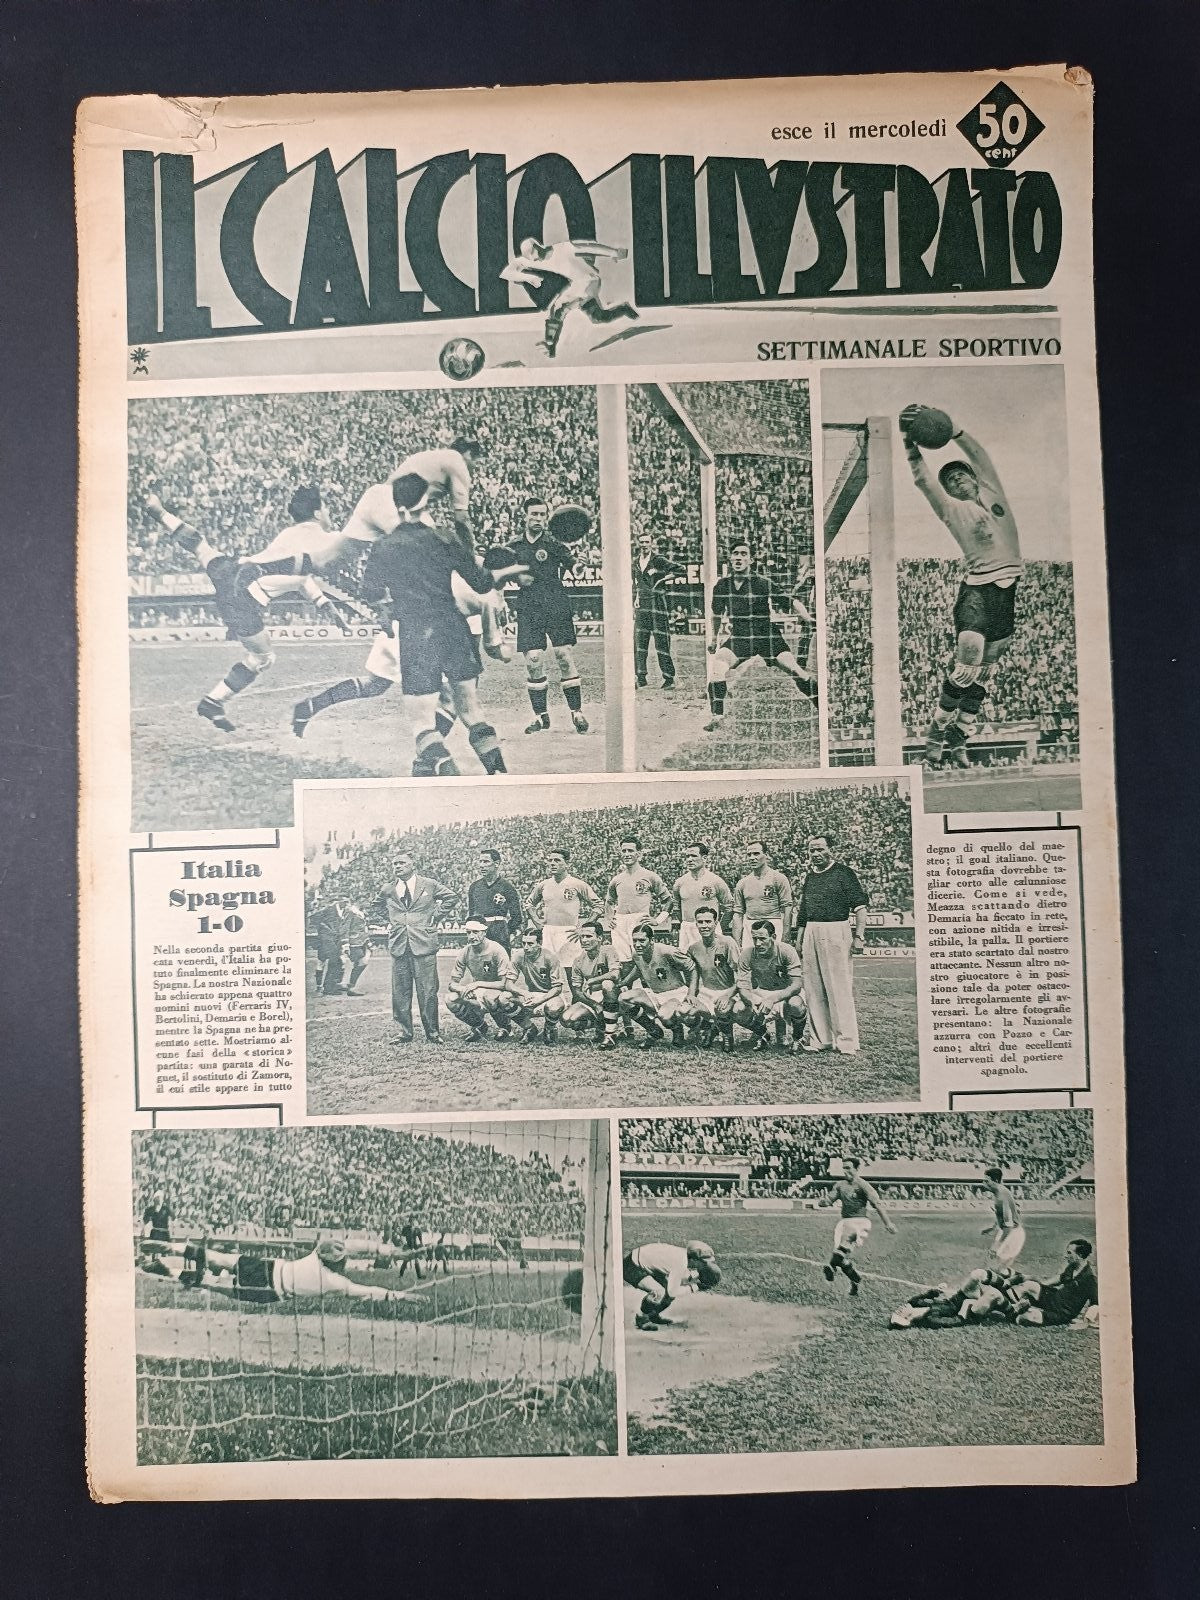 esce il mercoledì
50
cent
IL CALCIO ILLVSTRATO
SETTIMANALE SPORTIVO
TALCO
Italia
Spagna
1-0
Nella seconda partita giuo-
cata venerdì, d'Italia ha po-
tuto finalmente eliminare la
Spagna. La nostra Nazionale
ha schierato appena quattro
uomini nuovi (Ferraris IV,
Bertolini, Demaria e Borel),
mentre la Spagna ne ha pre-
sentato sette. Mostriamo al-
cune fasi della «storica»
partita: una parata di No-
guet, il sostituto di Zamora,
il cui stile appare in tutto
degno di quello del mae-
stro; il goal italiano. Que-
sta fotografia dovrebbe ta-
gliar corto alle calunniose
dicerie. Come si vede,
Meazza scattando dietro
Demaria ha ficcato in rete,
con azione nitida e irresi-
stibile, la palla. Il portiere
era stato scartato dal nostro
attaccante. Nessun altro no-
stro giuocatore è in posi-
zione tale da poter ostaco-
lare irregolarmente gli av-
versari. Le altre fotografie
presentano: la Nazionale
azzurra con Pozzo e Car-
cano; altri due eccellenti
interventi del portiere
spagnolo.
LUIGI
STRAPA
CAPELLI